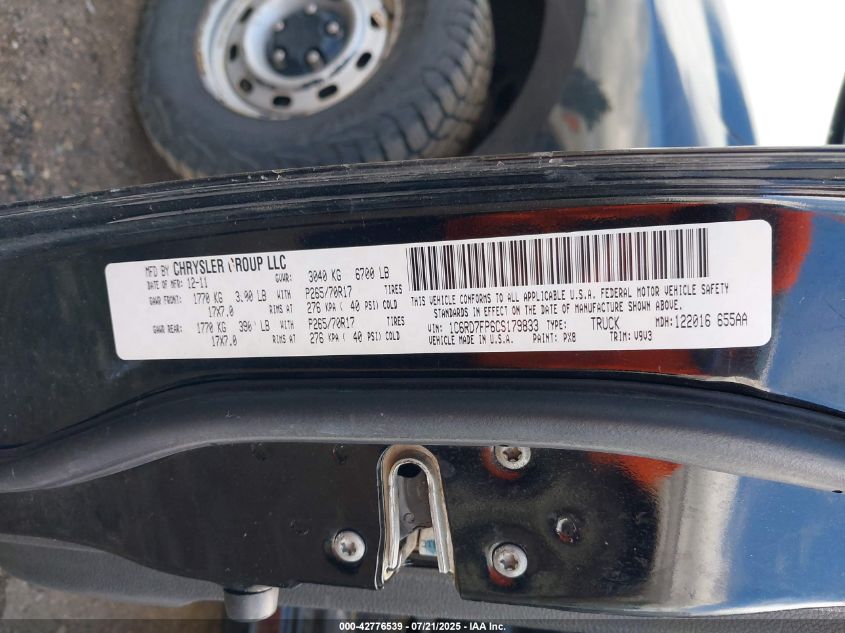 MFD BY CHRYSLER GROUP LLC
DATE OF MFR: 12-11 GVWR: 3040 KG 6700 LB
GAWR FRONT: 1770 KG LB WITH P265/70R17 TIRES
17X7.0 RIMS AT 276 KPA ( 40 PSI) COLD
GAWR REAR: 1770 KG LB WITH P265/70R17 TIRES
17X7.0 RIMS AT 276 KPA ( 40 PSI) COLD
THIS VEHICLE CONFORMS TO ALL APPLICABLE U.S.A. FEDERAL MOTOR VEHICLE SAFETY
STANDARDS IN EFFECT ON THE DATE OF MANUFACTURE SHOWN ABOVE.
VIN: 1C6RD7FP6CS179833 TYPE: TRUCK MDH: 122016 655AA
VEHICLE MADE IN U.S.A. PAINT: PX8 TRIM: V9V3
000-42776539 - 07/21/2025 - IAA Inc.